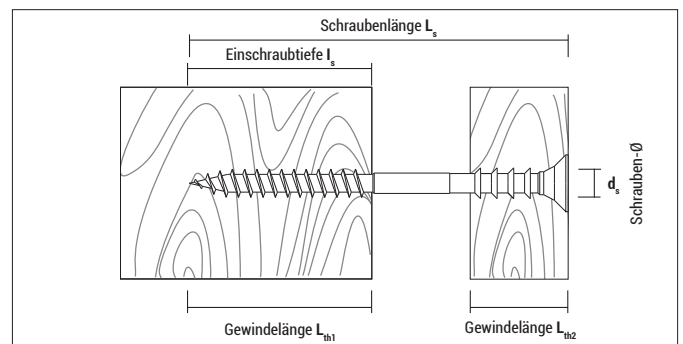 Schraubenlänge Ls
Einschraubtiefe ls
ds
Schrauben-Ø
Gewindelänge Lth1
Gewindelänge Lth2